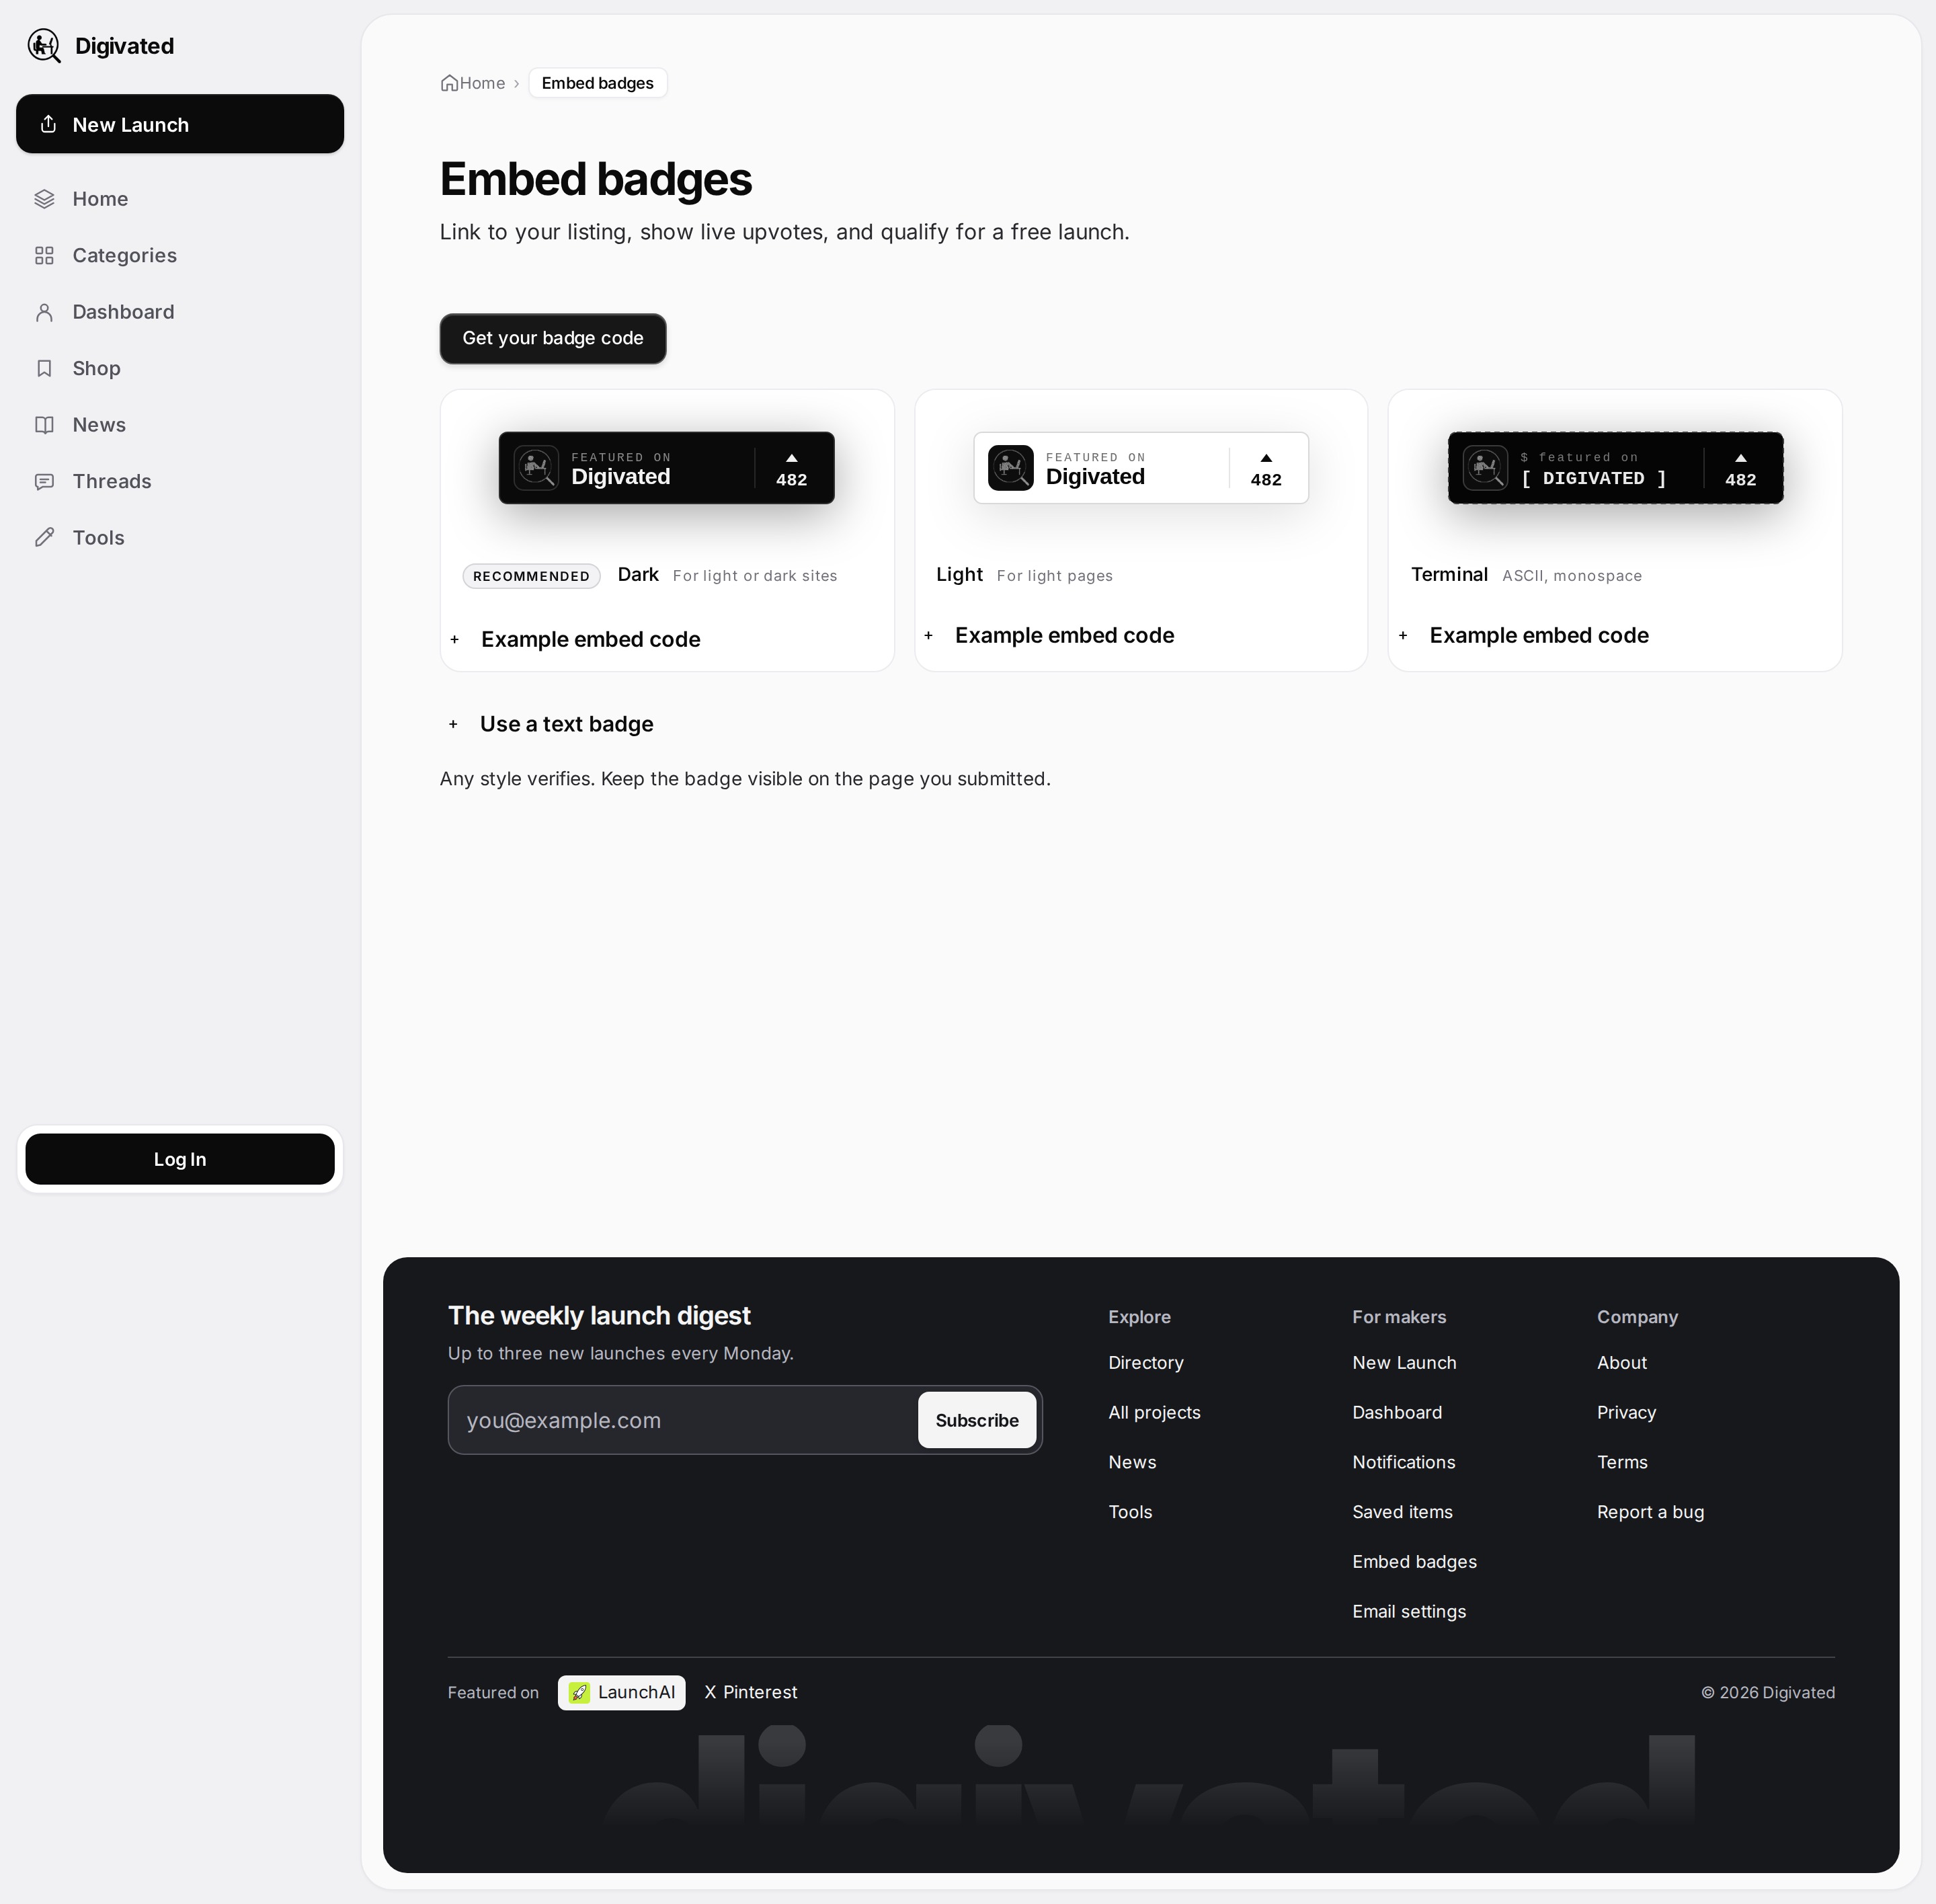 Digivated
New Launch
Home
Categories
Dashboard
Shop
News
Threads
Tools
Log In
Home › Embed badges
Embed badges
Link to your listing, show live upvotes, and qualify for a free launch.
Get your badge code
FEATURED ON
Digivated
▲
482
RECOMMENDED Dark For light or dark sites
+ Example embed code
FEATURED ON
Digivated
▲
482
Light For light pages
+ Example embed code
$ featured on
[ DIGIVATED ]
▲
482
Terminal ASCII, monospace
+ Example embed code
+ Use a text badge
Any style verifies. Keep the badge visible on the page you submitted.
The weekly launch digest
Up to three new launches every Monday.
you@example.com Subscribe
Explore
Directory
All projects
News
Tools
For makers
New Launch
Dashboard
Notifications
Saved items
Embed badges
Email settings
Company
About
Privacy
Terms
Report a bug
Featured on LaunchAI X Pinterest
© 2026 Digivated
digivated